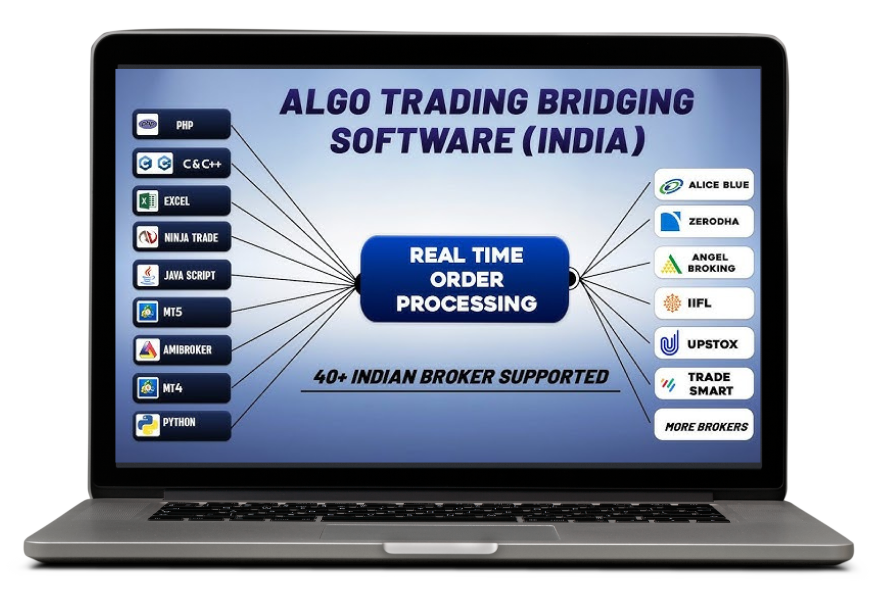 ALGO TRADING BRIDGING
SOFTWARE (INDIA)
php
PHP
C&C++
EXCEL
NINJA TRADE
JAVA SCRIPT
MT5
AMIBROKER
MT4
PYTHON
REAL TIME
ORDER
PROCESSING
40+ INDIAN BROKER SUPPORTED
ALICE BLUE
ZERODHA
ANGEL
BROKING
IIFL
UPSTOX
TRADE
SMART
MORE BROKERS